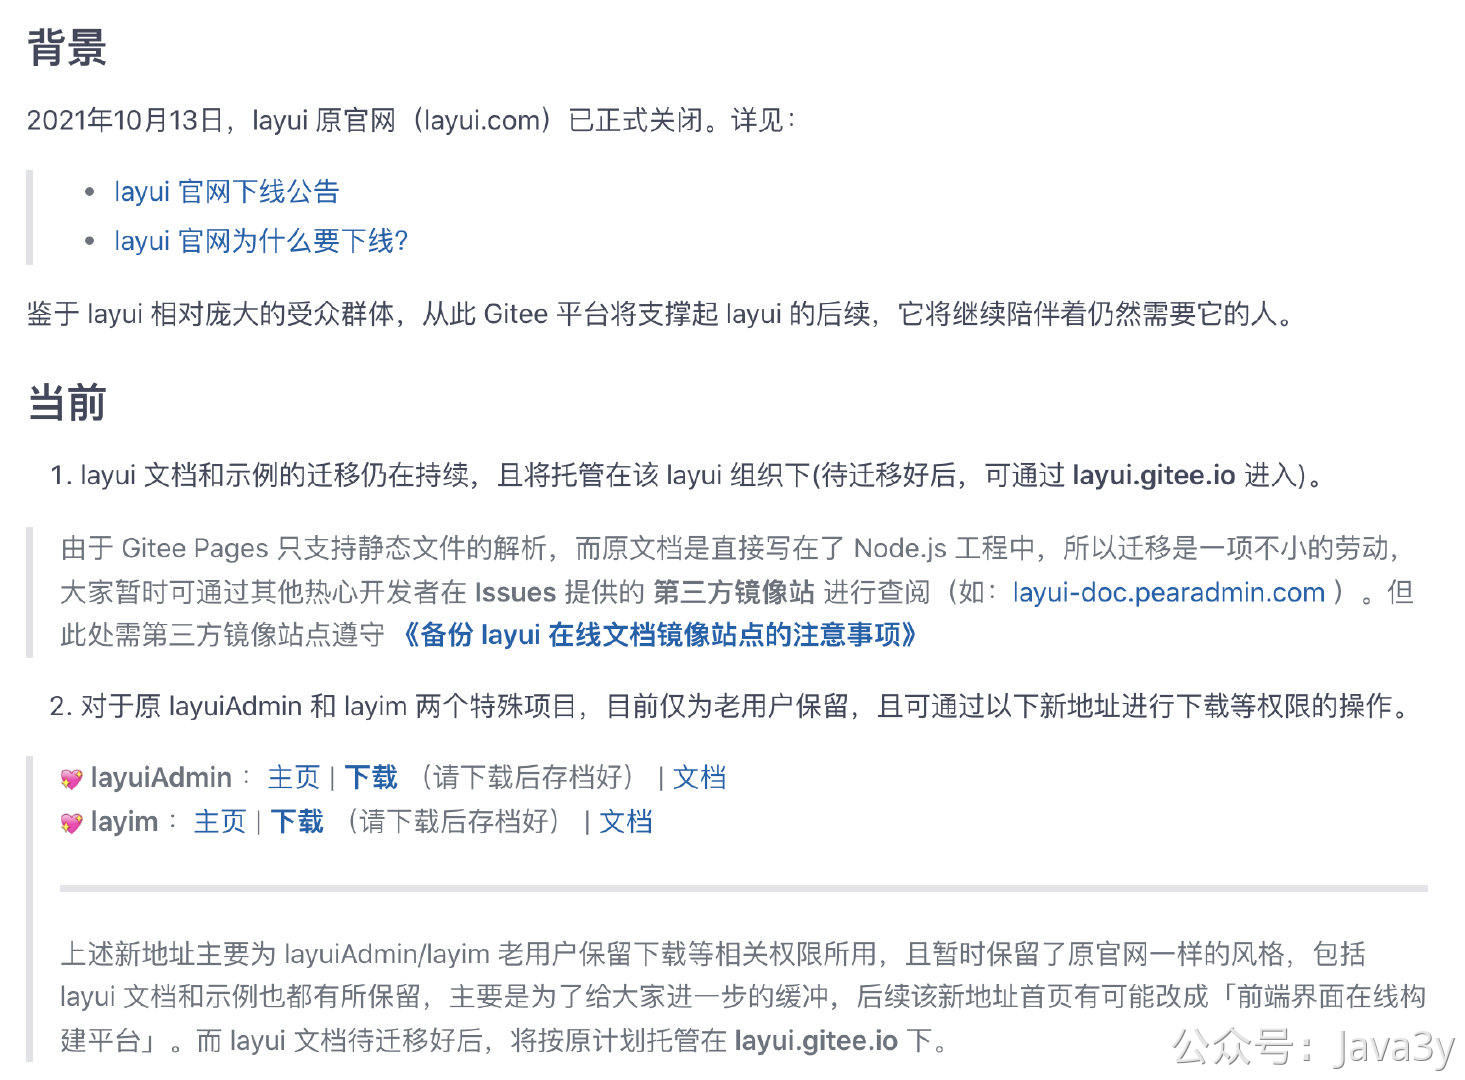 背景
2021年10月13日，layui 原官网（layui.com）已正式关闭。详见：
• layui 官网下线公告
• layui 官网为什么要下线？
鉴于 layui 相对庞大的受众群体，从此 Gitee 平台将支撑起 layui 的后续，它将继续陪伴着仍然需要它的人。
当前
1. layui 文档和示例的迁移仍在持续，且将托管在该 layui 组织下(待迁移好后，可通过 layui.gitee.io 进入)。
由于 Gitee Pages 只支持静态文件的解析，而原文档是直接写在了 Node.js 工程中，所以迁移是一项不小的劳动，
大家暂时可通过其他热心开发者在 Issues 提供的 第三方镜像站 进行查阅（如：layui-doc.pearadmin.com ）。但
此处需第三方镜像站点遵守 《备份 layui 在线文档镜像站点的注意事项》
2. 对于原 layuiAdmin 和 layim 两个特殊项目，目前仅为老用户保留，且可通过以下新地址进行下载等权限的操作。
💖 layuiAdmin： 主页 | 下载 （请下载后存档好） | 文档
💖 layim： 主页 | 下载 （请下载后存档好） | 文档
上述新地址主要为 layuiAdmin/layim 老用户保留下载等相关权限所用，且暂时保留了原官网一样的风格，包括
layui 文档和示例也都有所保留，主要是为了给大家进一步的缓冲，后续该新地址首页有可能改成「前端界面在线构
建平台」。而 layui 文档待迁移好后，将按原计划托管在 layui.gitee.io 下。
公众号：Java3y